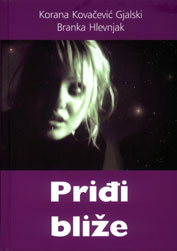 Korana Kovačević Gjalski
Branka Hlevnjak
Priđi
bliže